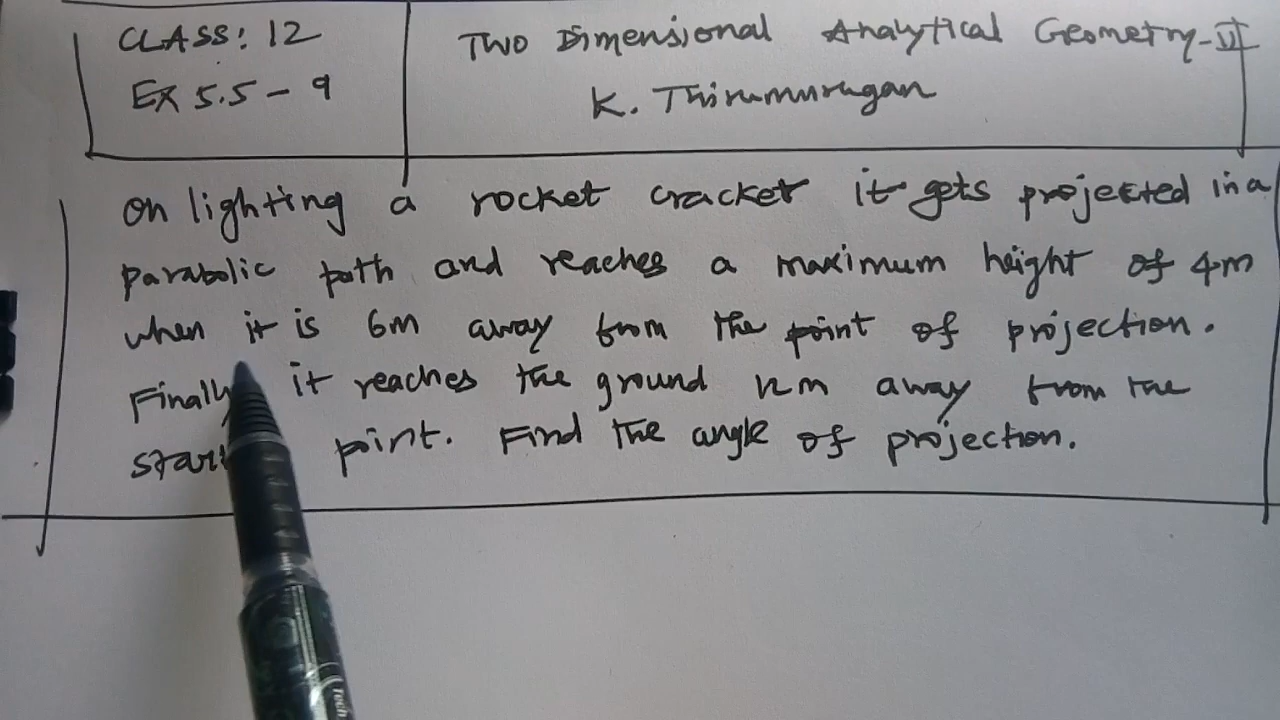 CLASS: 12
Ex 5.5 - 9
Two Dimensional Analytical Geometry-II
K. Thirumurugan
On lighting a rocket cracket it gets projected in a
parabolic path and reaches a maximum height of 4m
when it is 6m away from the point of projection.
Finally it reaches the ground 12m away from the
point. Find the angle of projection.